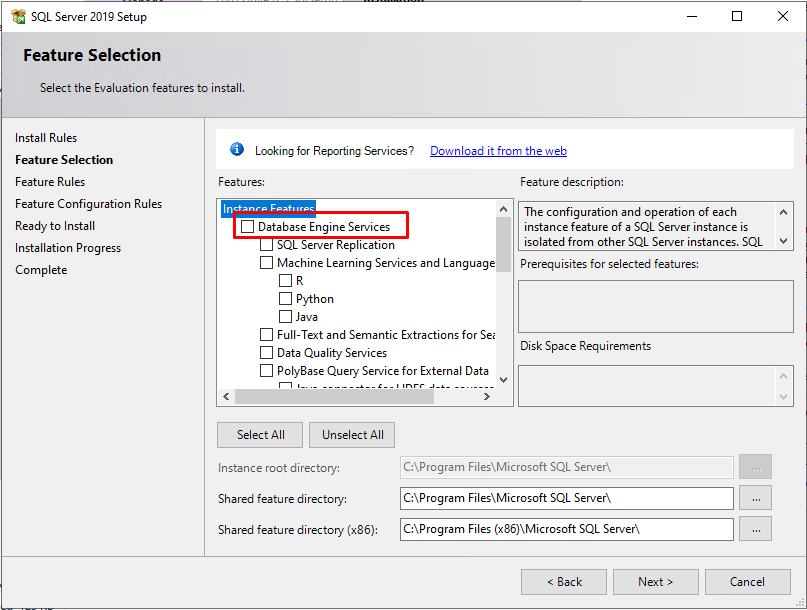 SQL Server 2019 Setup
Feature Selection
Select the Evaluation features to install.
Install Rules
Feature Selection
Feature Rules
Feature Configuration Rules
Ready to Install
Installation Progress
Complete
Looking for Reporting Services? Download it from the web
Features:
Instance Features
Database Engine Services
SQL Server Replication
Machine Learning Services and Language
R
Python
Java
Full-Text and Semantic Extractions for Sea
Data Quality Services
PolyBase Query Service for External Data
Java connector for HDFS data sources
Feature description:
The configuration and operation of each
instance feature of a SQL Server instance is
isolated from other SQL Server instances. SQL
Prerequisites for selected features:
Disk Space Requirements
Select All
Unselect All
Instance root directory:
C:\Program Files\Microsoft SQL Server\
...
Shared feature directory:
C:\Program Files\Microsoft SQL Server\
...
Shared feature directory (x86):
C:\Program Files (x86)\Microsoft SQL Server\
...
< Back
Next >
Cancel